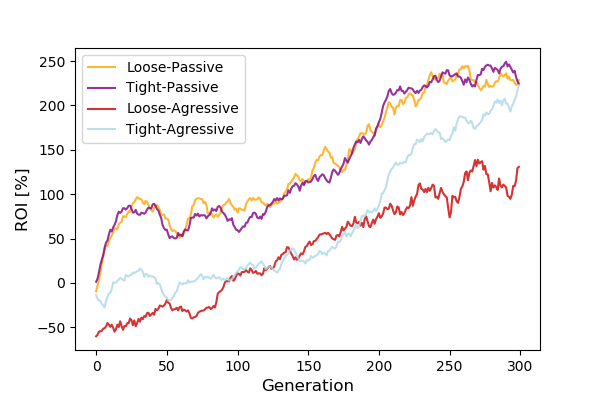 Loose-Passive
Tight-Passive
Loose-Agressive
Tight-Agressive
ROI [%]
250
200
150
100
50
0
−50
0 50 100 150 200 250 300
Generation